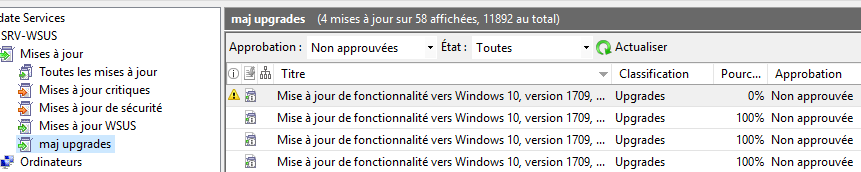 date Services
SRV-WSUS
Mises à jour
Toutes les mises à jour
Mises à jour critiques
Mises à jour de sécurité
Mises à jour WSUS
maj upgrades
Ordinateurs
maj upgrades (4 mises à jour sur 58 affichées, 11892 au total)
Approbation : Non approuvées État : Toutes Actualiser
Titre Classification Pourc... Approbation
Mise à jour de fonctionnalité vers Windows 10, version 1709, ... Upgrades 0% Non approuvée
Mise à jour de fonctionnalité vers Windows 10, version 1709, ... Upgrades 100% Non approuvée
Mise à jour de fonctionnalité vers Windows 10, version 1709, ... Upgrades 100% Non approuvée
Mise à jour de fonctionnalité vers Windows 10, version 1709, ... Upgrades 100% Non approuvée